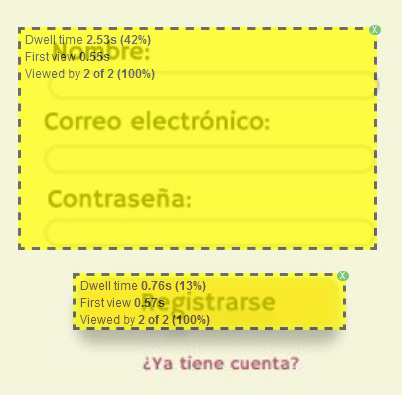 X
Dwell time 2.53s (42%)
Nombre:
First view 0.55s
Viewed by 2 of 2 (100%)
Correo electrónico:
Contraseña:
X
Dwell time 0.76s (13%)
Registrarse
First view 0.57s
Viewed by 2 of 2 (100%)
¿Ya tiene cuenta?